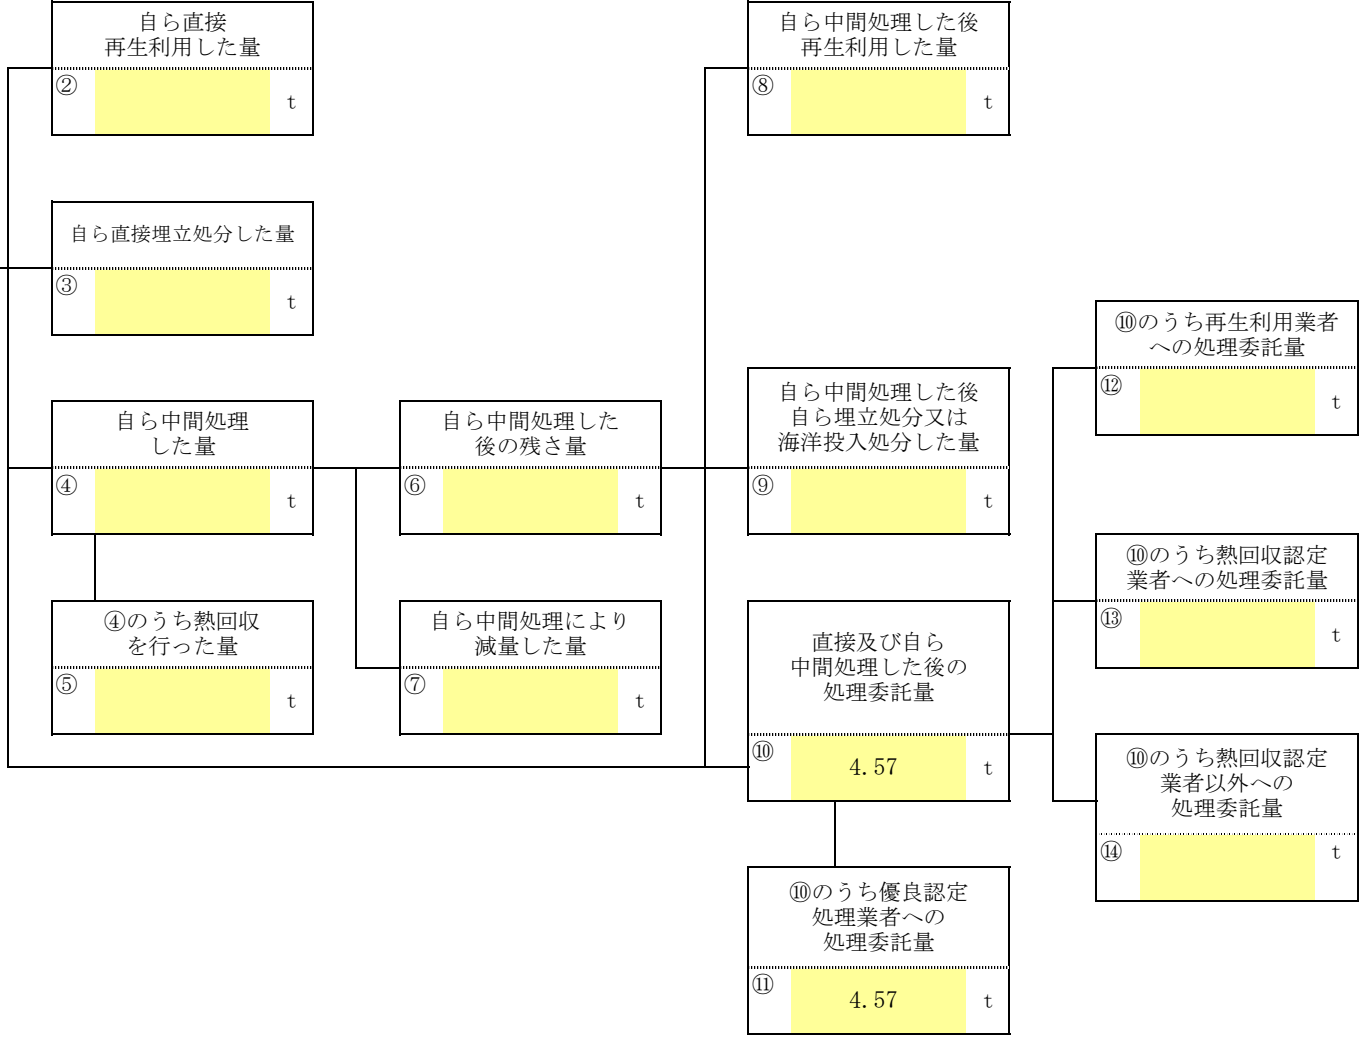 自ら直接
再生利用した量
②
t
自ら中間処理した後
再生利用した量
⑧
t
自ら直接埋立処分した量
③
t
⑩のうち再生利用業者
への処理委託量
⑫
t
自ら中間処理
した量
④
t
自ら中間処理した
後の残さ量
⑥
t
自ら中間処理した後
自ら埋立処分又は
海洋投入処分した量
⑨
t
⑩のうち熱回収認定
業者への処理委託量
⑬
t
④のうち熱回収
を行った量
⑤
t
自ら中間処理により
減量した量
⑦
t
直接及び自ら
中間処理した後の
処理委託量
⑩
4.57
t
⑩のうち熱回収認定
業者以外への
処理委託量
⑭
t
⑩のうち優良認定
処理業者への
処理委託量
⑪
4.57
t